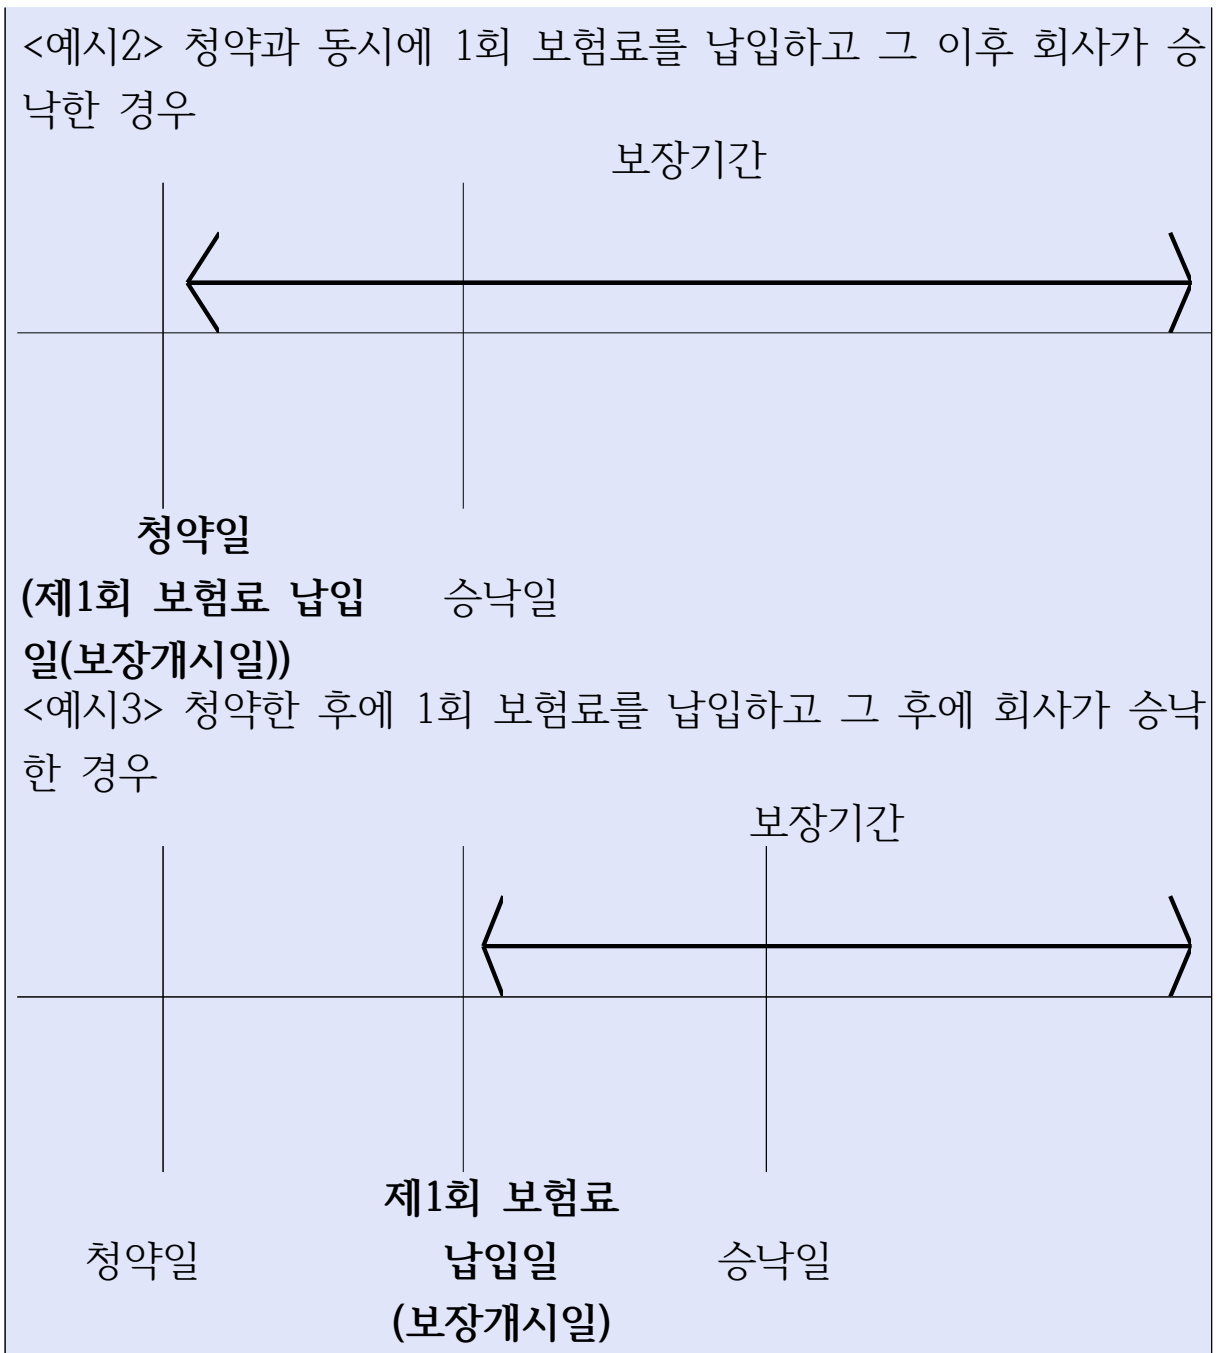 <예시2> 청약과 동시에 1회 보험료를 납입하고 그 이후 회사가 승
낙한 경우
보장기간
청약일
(제1회 보험료 납입 승낙일
일(보장개시일))
<예시3> 청약한 후에 1회 보험료를 납입하고 그 후에 회사가 승낙
한 경우
보장기간
제1회 보험료
청약일 납입일 승낙일
(보장개시일)